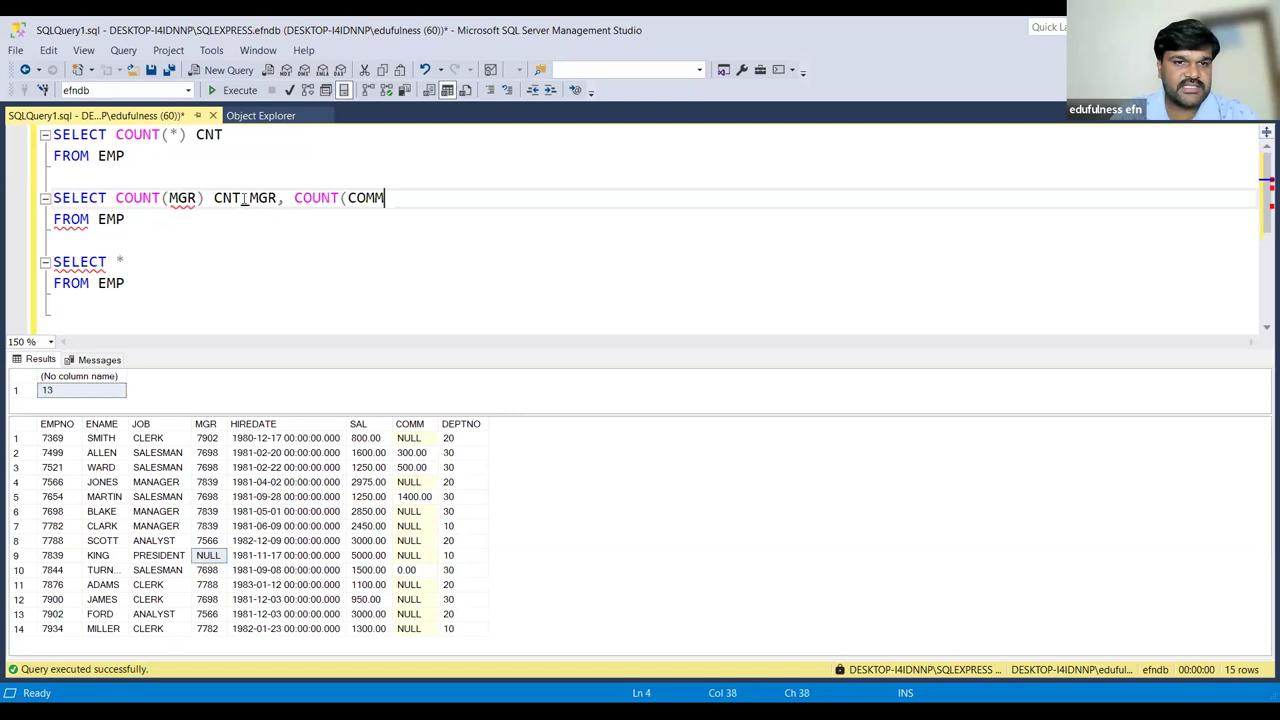 SQLQuery1.sql - DESKTOP-I4IDNNP\SQLEXPRESS.efndb (DESKTOP-I4IDNNP\edufulness (60))* - Microsoft SQL Server Management Studio
Quick La
File Edit View Query Project Tools Window Help
New Query
efndb Execute
edufulness efn
SQLQuery1.sql - DE...P\edufulness (60))* Object Explorer
SELECT COUNT(*) CNT
FROM EMP
SELECT COUNT(MGR) CNT_MGR, COUNT(COMM
FROM EMP
SELECT *
FROM EMP
150 %
Results Messages
(No column name)
1 13
EMPNO ENAME JOB MGR HIREDATE SAL COMM DEPTNO
1 7369 SMITH CLERK 7902 1980-12-17 00:00:00.000 800.00 NULL 20
2 7499 ALLEN SALESMAN 7698 1981-02-20 00:00:00.000 1600.00 300.00 30
3 7521 WARD SALESMAN 7698 1981-02-22 00:00:00.000 1250.00 500.00 30
4 7566 JONES MANAGER 7839 1981-04-02 00:00:00.000 2975.00 NULL 20
5 7654 MARTIN SALESMAN 7698 1981-09-28 00:00:00.000 1250.00 1400.00 30
6 7698 BLAKE MANAGER 7839 1981-05-01 00:00:00.000 2850.00 NULL 30
7 7782 CLARK MANAGER 7839 1981-06-09 00:00:00.000 2450.00 NULL 10
8 7788 SCOTT ANALYST 7566 1982-12-09 00:00:00.000 3000.00 NULL 20
9 7839 KING PRESIDENT NULL 1981-11-17 00:00:00.000 5000.00 NULL 10
10 7844 TURN... SALESMAN 7698 1981-09-08 00:00:00.000 1500.00 0.00 30
11 7876 ADAMS CLERK 7788 1983-01-12 00:00:00.000 1100.00 NULL 20
12 7900 JAMES CLERK 7698 1981-12-03 00:00:00.000 950.00 NULL 30
13 7902 FORD ANALYST 7566 1981-12-03 00:00:00.000 3000.00 NULL 20
14 7934 MILLER CLERK 7782 1982-01-23 00:00:00.000 1300.00 NULL 10
Query executed successfully. DESKTOP-I4IDNNP\SQLEXPRESS ... DESKTOP-I4IDNNP\eduful... efndb 00:00:00 15 rows
Ready Ln 4 Col 38 Ch 38 INS